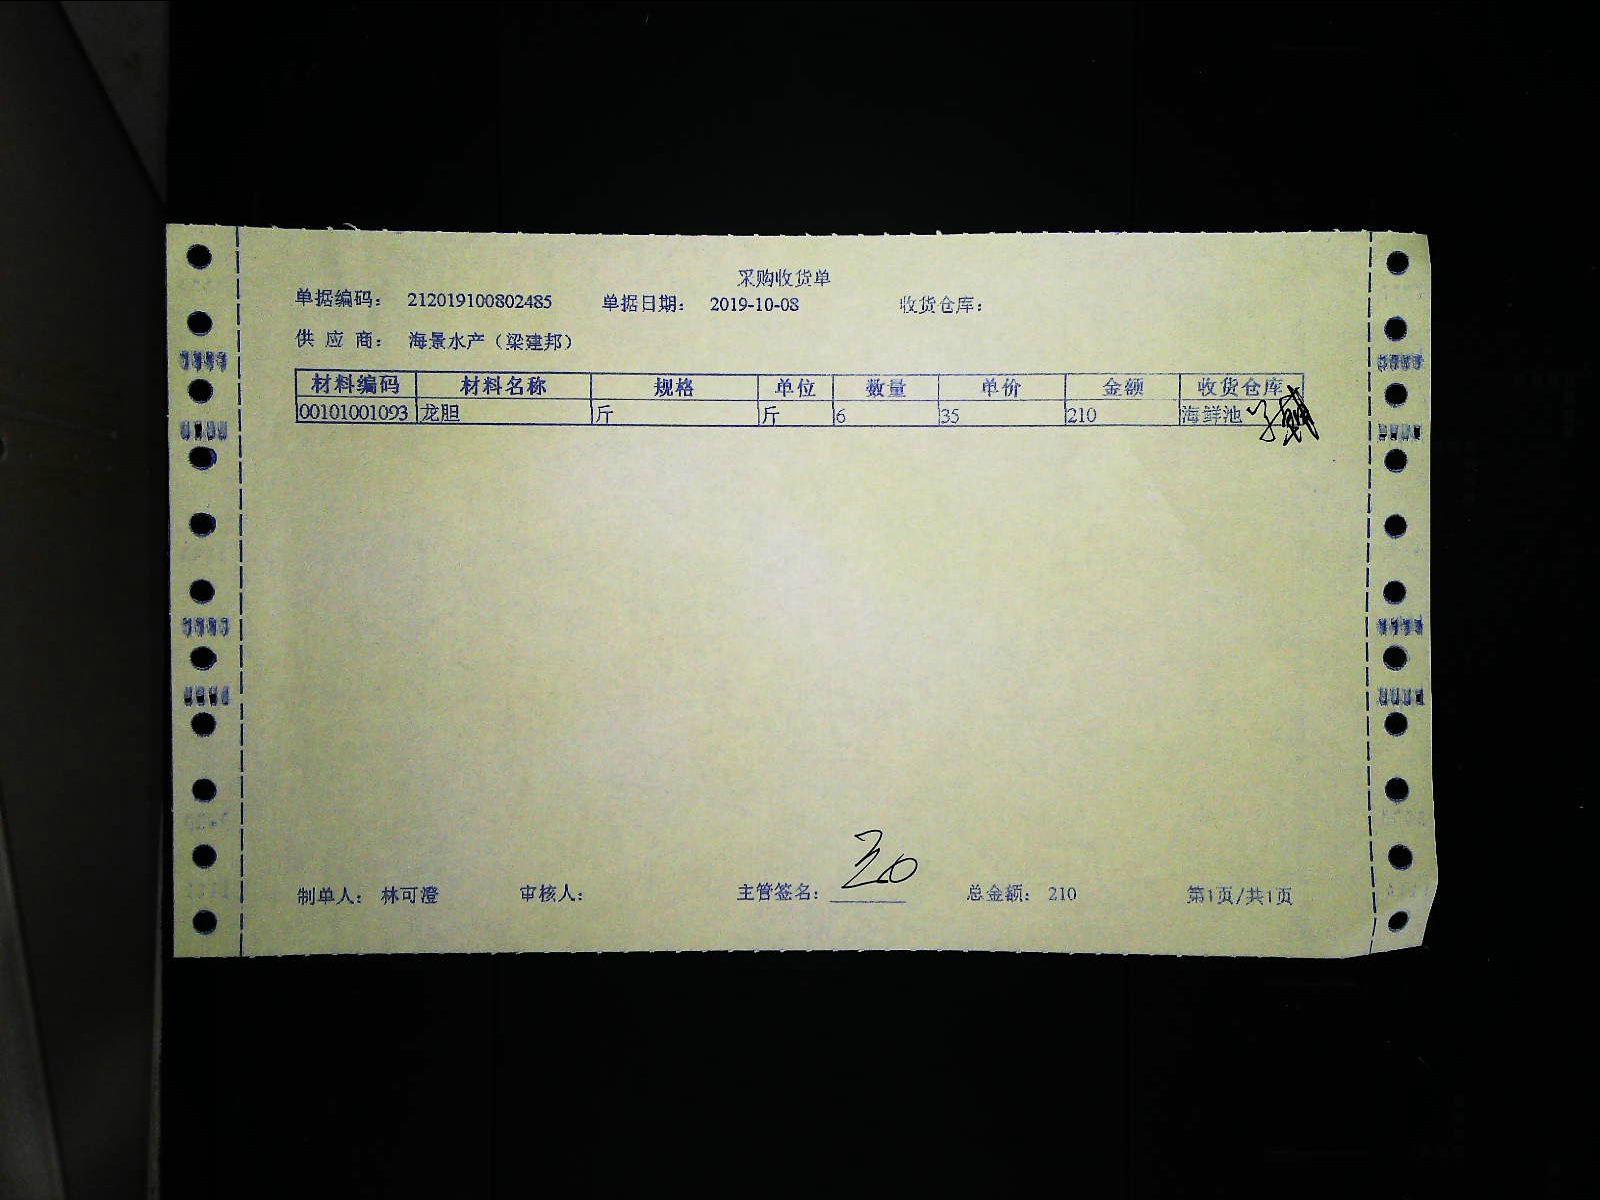 采购收货单
单据编码： 212019100802485 单据日期： 2019-10-08 收货仓库：
供 应 商： 海景水产（梁建邦）
材料编码 材料名称 规格 单位 数量 单价 金额 收货仓库
00101001093 龙胆 斤 斤 6 35 210 海鲜池
制单人： 林可澄 审核人： 主管签名： 总金额： 210 第1页/共1页